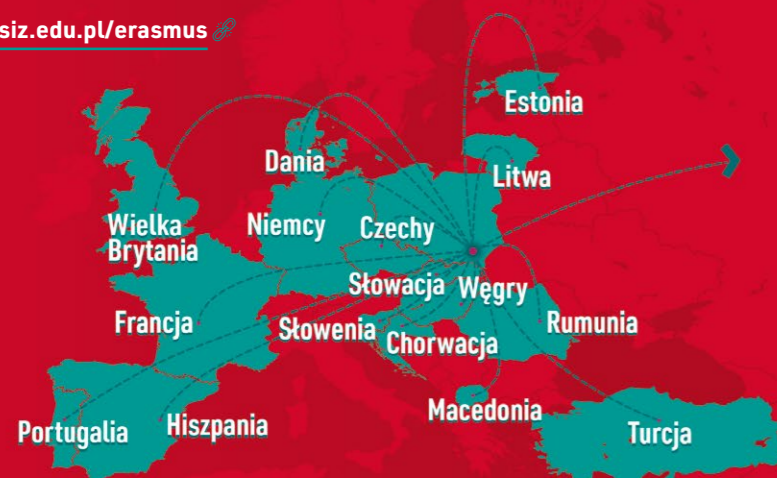 siz.edu.pl/erasmus
Estonia
Dania
Litwa
Wielka
Brytania
Niemcy
Czechy
Słowacja
Węgry
Francja
Słowenia
Chorwacja
Rumunia
Macedonia
Portugalia
Hiszpania
Turcja